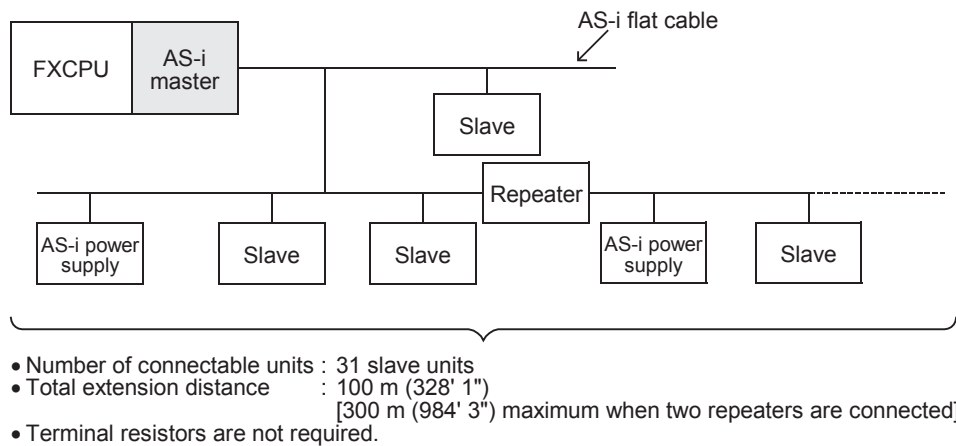 AS-i flat cable
FXCPU
AS-i
master
Slave
Repeater
AS-i power
supply
Slave
Slave
AS-i power
supply
Slave
• Number of connectable units : 31 slave units
• Total extension distance : 100 m (328' 1")
[300 m (984' 3") maximum when two repeaters are connected]
• Terminal resistors are not required.